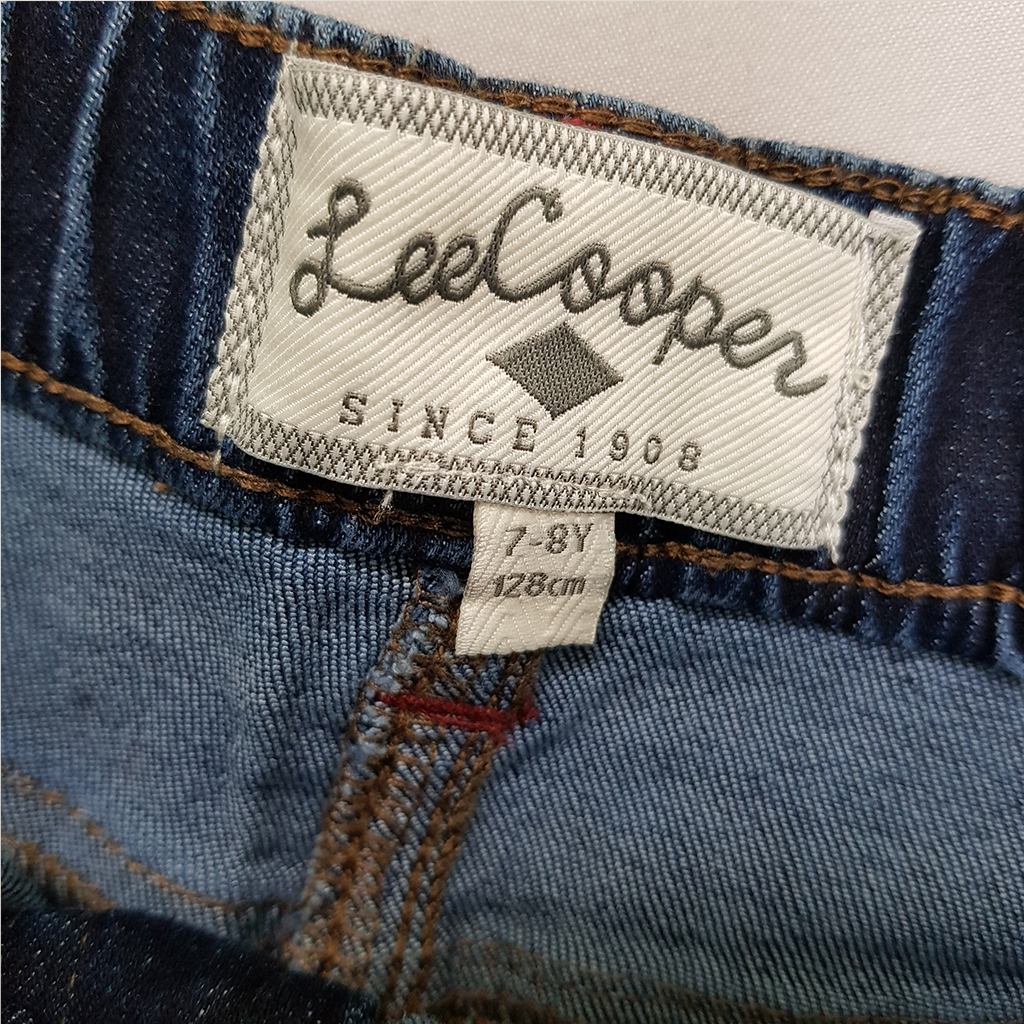 LeeCooper
SINCE 1908
7-8Y
128cm